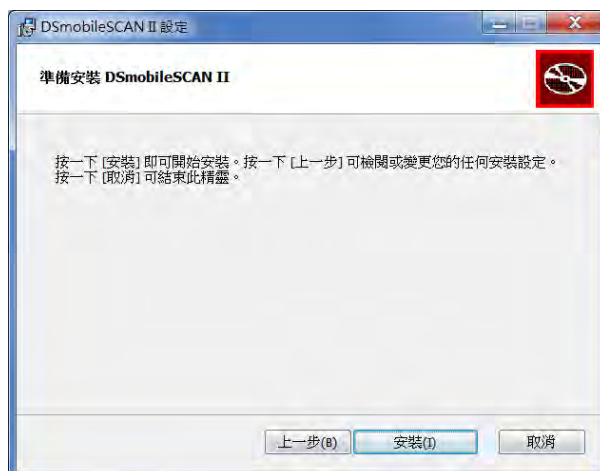 DSmobileSCAN II 設定
準備安裝 DSmobileSCAN II
按一下 [安裝] 即可開始安裝。按一下 [上一步] 可檢閱或變更您的任何安裝設定。
按一下 [取消] 可結束此精靈。
上一步(B) 安裝(I) 取消